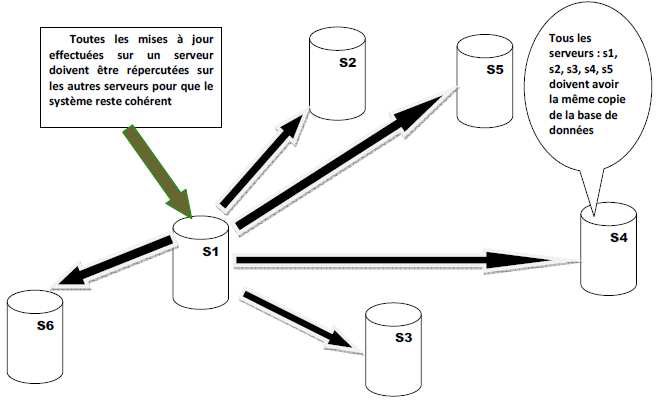 Toutes les mises à jour
effectuées sur un serveur
doivent être répercutées sur
les autres serveurs pour que le
système reste cohérent
S2
S5
Tous les
serveurs : s1,
s2, s3, s4, s5
doivent avoir
la même copie
de la base de
données
S1
S4
S6
S3